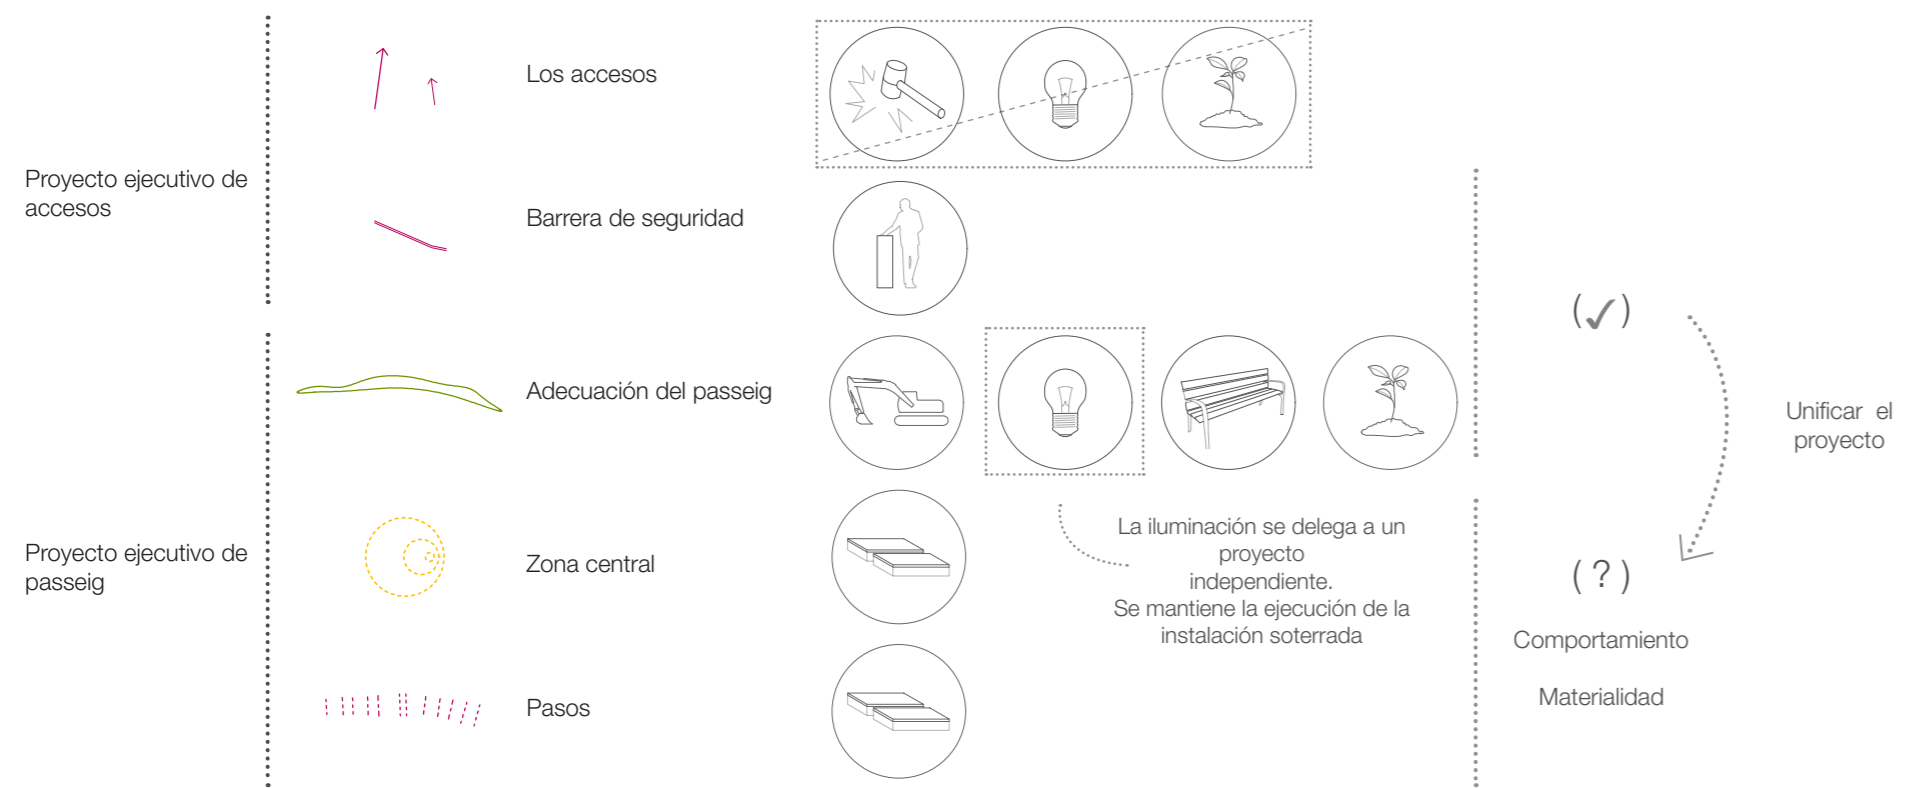 Los accesos
Proyecto ejecutivo de
accesos
Barrera de seguridad
(✓)
Adecuación del passeig
Unificar el
proyecto
La iluminación se delega a un
proyecto
independiente.
Se mantiene la ejecución de la
instalación soterrada
Proyecto ejecutivo de
passeig
Zona central
(?)
Comportamiento
Materialidad
Pasos